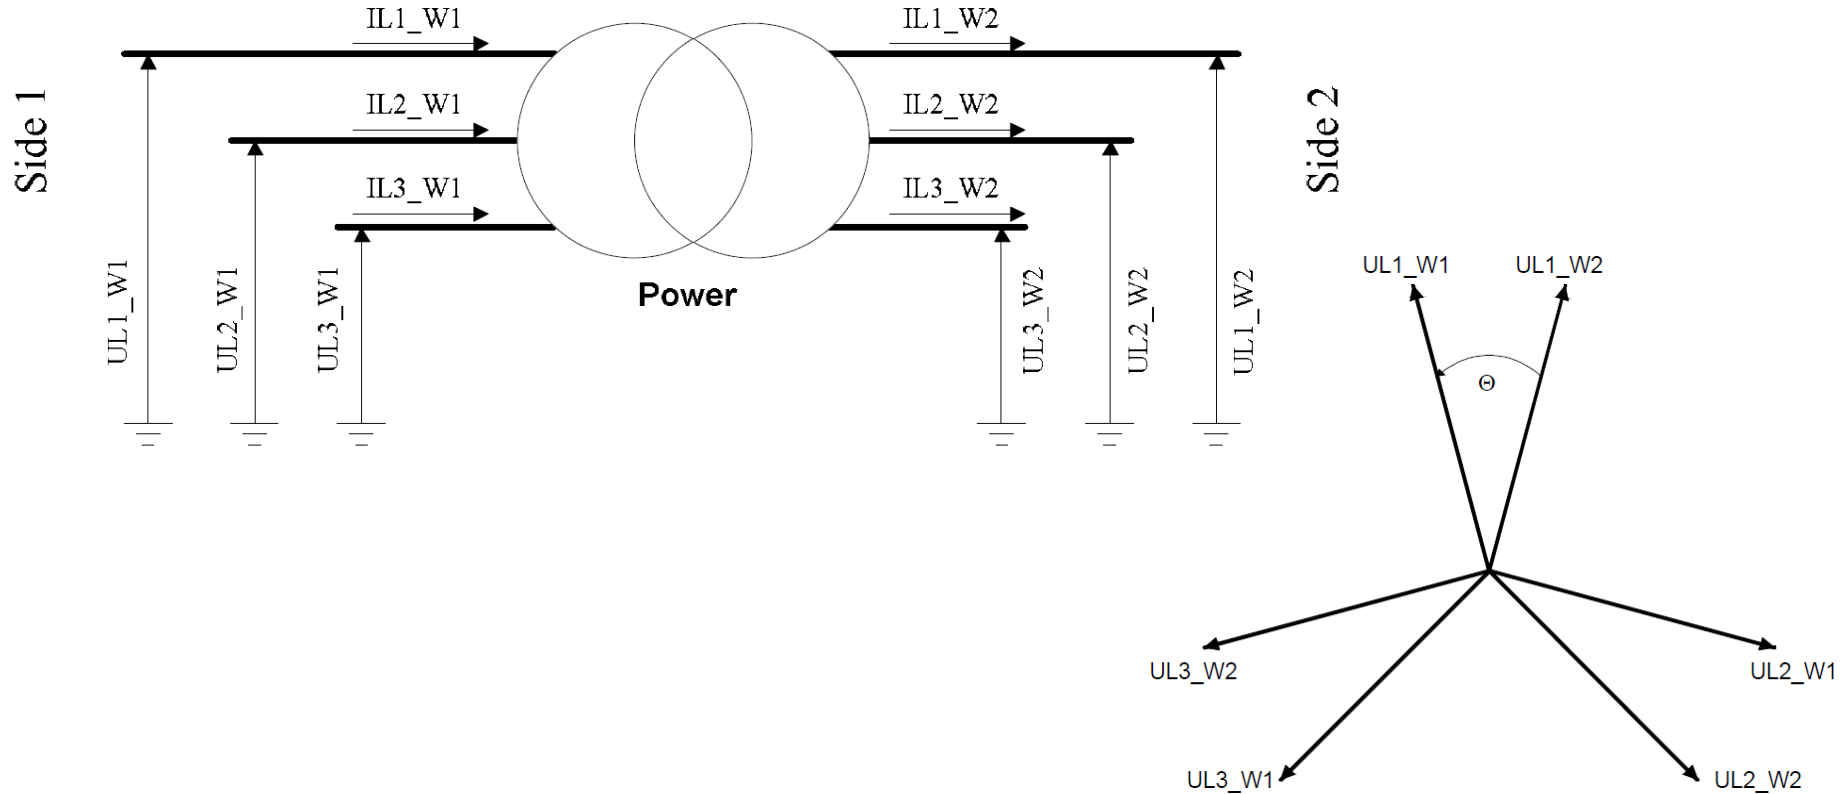 IL1_W1
IL1_W2
Side 1
IL2_W1
IL2_W2
Side 2
IL3_W1
IL3_W2
UL1_W1
UL2_W1
UL3_W1
Power
UL3_W2
UL2_W2
UL1_W2
UL1_W1
UL1_W2
Θ
UL3_W2
UL2_W1
UL3_W1
UL2_W2